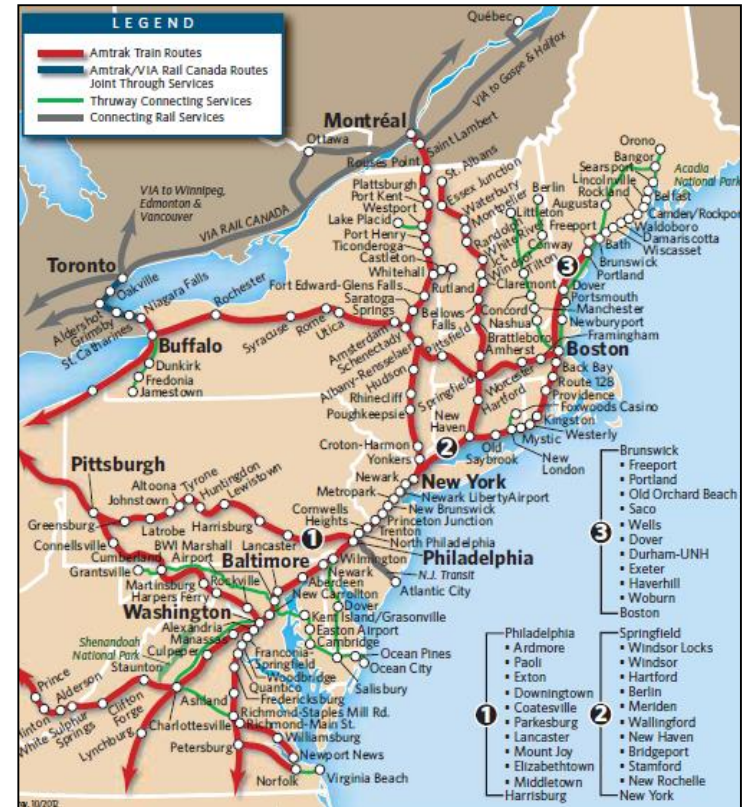 LEGEND
Amtrak Train Routes
Amtrak/VIA Rail Canada Routes
Joint Through Services
Thruway Connecting Services
Connecting Rail Services
Québec
VIA to Gaspe & Halifax
Montréal
Saint Lambert
Ottawa
Rouses Point
St. Albans
Essex Junction
Waterbury
Montpelier
Randolph
White River
Jct.
Windsor
Claremont
Bellows
Falls
Brattleboro
Amherst
Plattsburgh
Port Kent
Westport
Lake Placid
Port Henry
Ticonderoga
Castleton
Whitehall
Rutland
Fort Edward-Glens Falls
Saratoga
Springs
Berlin
Littleton
Conway
Tilton
Concord
Nashua
Orono
Bangor
Searsport
Lincolnville
Rockland
Augusta
Freeport
Acadia
National Park
Belfast
Camden/Rockport
Waldoboro
Damariscotta
Wiscasset
Bath
Brunswick
Portland
3
Dover
Portsmouth
Manchester
Newburyport
Framingham
Boston
Back Bay
Route 128
Providence
Foxwoods Casino
Kingston
Westerly
Mystic
New
London
Old
Saybrook
VIA to Winnipeg,
Edmonton &
Vancouver
VIA RAIL CANADA
Toronto
Oakville
Aldershot
Grimsby
St. Catharines
Niagara Falls
Buffalo
Dunkirk
Fredonia
Jamestown
Rochester
Syracuse
Rome
Utica
Amsterdam
Schenectady
Albany-Rensselaer
Hudson
Rhinecliff
Poughkeepsie
Croton-Harmon
Yonkers
Pittsfield
Springfield
Worcester
Hartford
New
Haven
2
New York
Newark
Metropark
Newark LibertyAirport
New Brunswick
Princeton Junction
Trenton
Cornwells
Heights
North Philadelphia
Philadelphia
N.J. Transit
Atlantic City
1
Pittsburgh
Altoona
Tyrone
Huntingdon
Lewistown
Johnstown
Greensburg
Latrobe
Harrisburg
Lancaster
Connellsville
Cumberland
Grantsville
BWI Marshall
Airport
Baltimore
Wilmington
Newark
Aberdeen
New Carrollton
Dover
Martinsburg
Rockville
Harpers Ferry
Washington
Kent Island/Grasonville
Easton Airport
Cambridge
Ocean Pines
Ocean City
Salisbury
Alexandria
Manassas
Culpeper
Shenandoah
National Park
Staunton
Franconia-
Springfield
Woodbridge
Quantico
Fredericksburg
Ashland
Richmond-Staples Mill Rd.
Richmond-Main St.
Williamsburg
Newport News
Virginia Beach
Norfolk
Petersburg
Charlottesville
Lynchburg
Clifton
Forge
White Sulphur
Springs
Alderson
Hinton
Prince
3
Brunswick
▪ Freeport
▪ Portland
▪ Old Orchard Beach
▪ Saco
▪ Wells
▪ Dover
▪ Durham-UNH
▪ Exeter
▪ Haverhill
▪ Woburn
Boston
1
Philadelphia
▪ Ardmore
▪ Paoli
▪ Exton
▪ Downingtown
▪ Coatesville
▪ Parkesburg
▪ Lancaster
▪ Mount Joy
▪ Elizabethtown
▪ Middletown
Harrisburg
2
Springfield
▪ Windsor Locks
▪ Windsor
▪ Hartford
▪ Berlin
▪ Meriden
▪ Wallingford
▪ New Haven
▪ Bridgeport
▪ Stamford
▪ New Rochelle
New York
10/2012